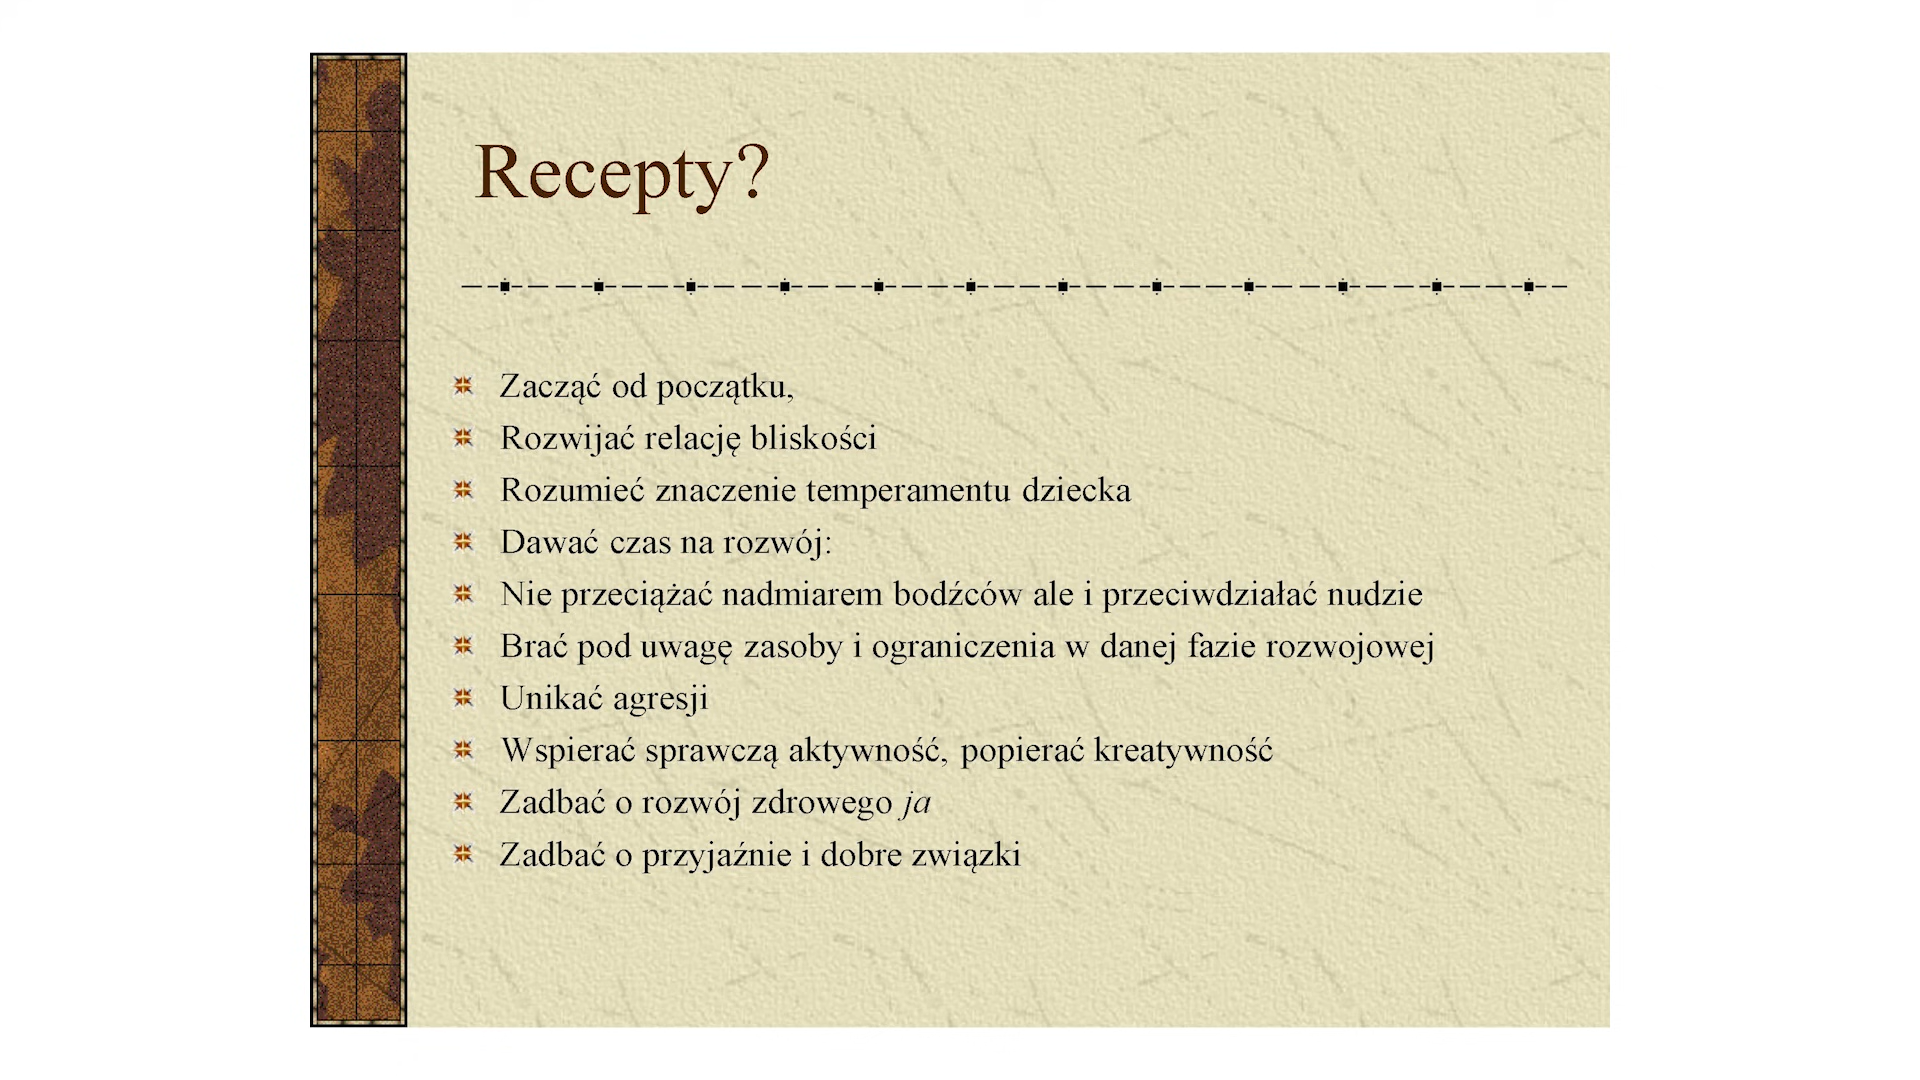 Recepty?
Zacząć od początku,
Rozwijać relację bliskości
Rozumieć znaczenie temperamentu dziecka
Dawać czas na rozwój:
Nie przeciążać nadmiarem bodźców ale i przeciwdziałać nudzie
Brać pod uwagę zasoby i ograniczenia w danej fazie rozwojowej
Unikać agresji
Wspierać sprawczą aktywność, popierać kreatywność
Zadbać o rozwój zdrowego ja
Zadbać o przyjaźnie i dobre związki